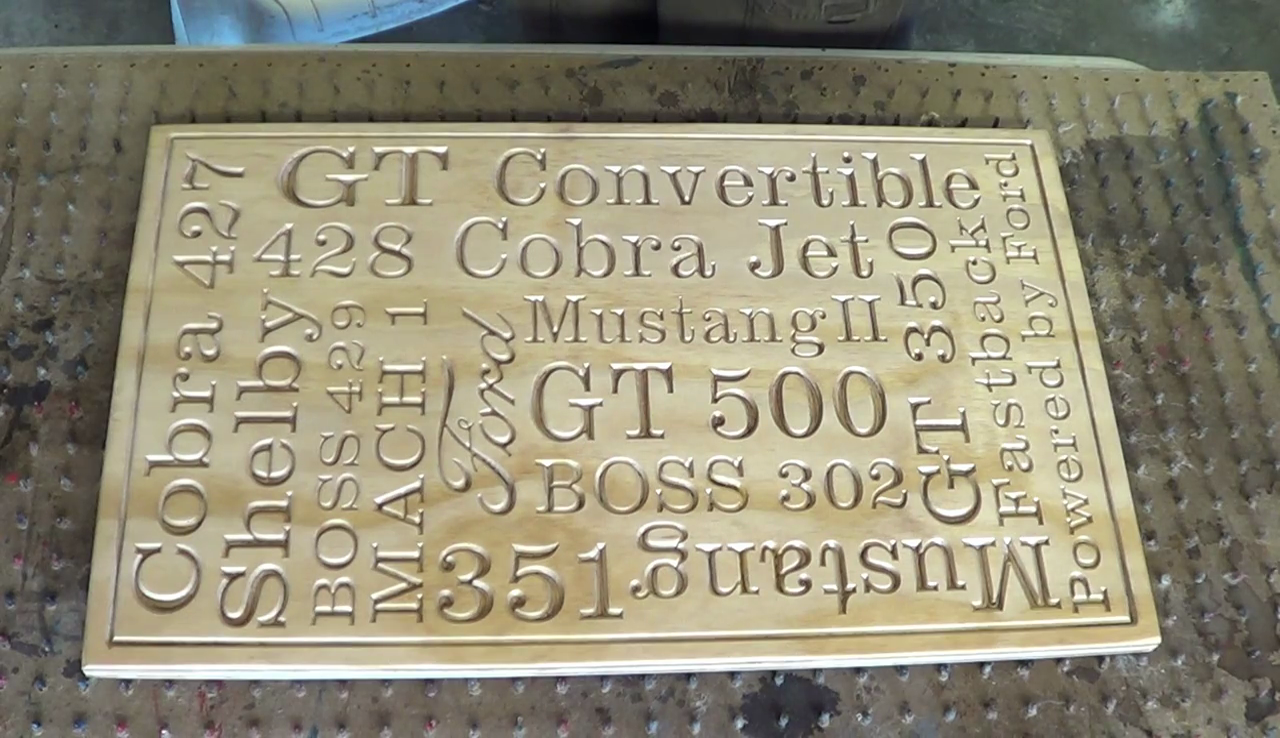 Cobra 427
Shelby
GT
428
BOSS 429
MACH 1
Ford
Convertible
Cobra Jet
Mustang II
GT 500
BOSS 302
351
Mustang
GT 350
Fastback
Powered by Ford